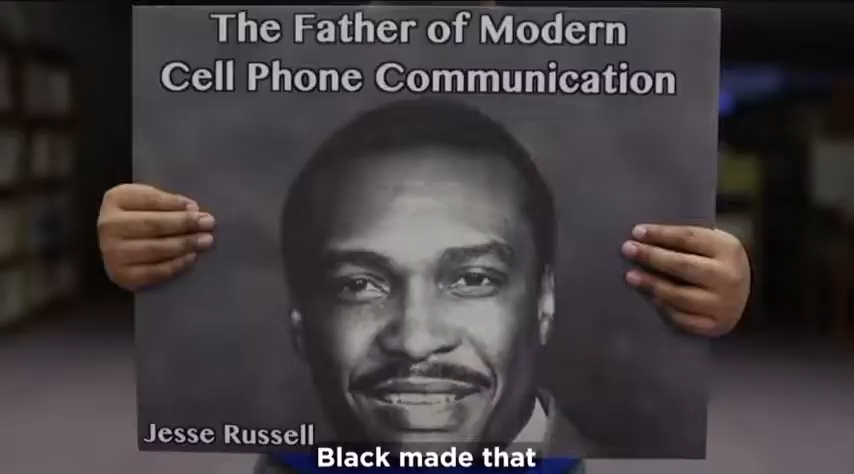 The Father of Modern
Cell Phone Communication
Jesse Russell
Black made that